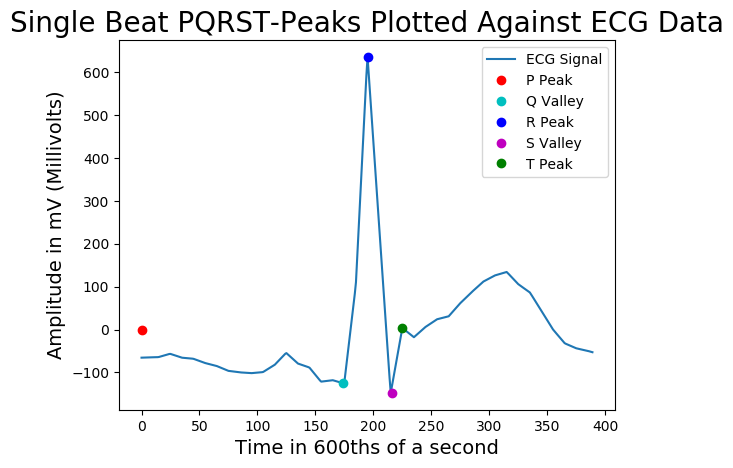 Single Beat PQRST-Peaks Plotted Against ECG Data
Amplitude in mV (Millivolts)
600
500
400
300
200
100
0
−100
ECG Signal
P Peak
Q Valley
R Peak
S Valley
T Peak
0 50 100 150 200 250 300 350 400
Time in 600ths of a second